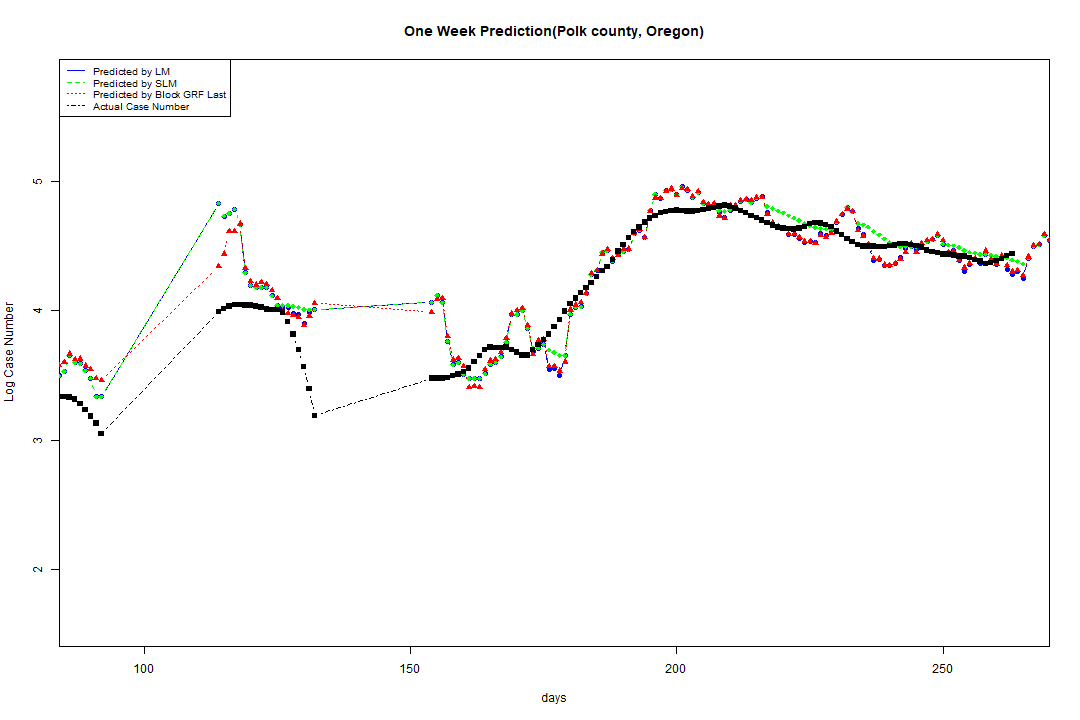 One Week Prediction(Polk county, Oregon)
Predicted by LM
Predicted by SLM
Predicted by Block GRF Last
Actual Case Number
5
4
3
2
Log Case Number
100 150 200 250
days